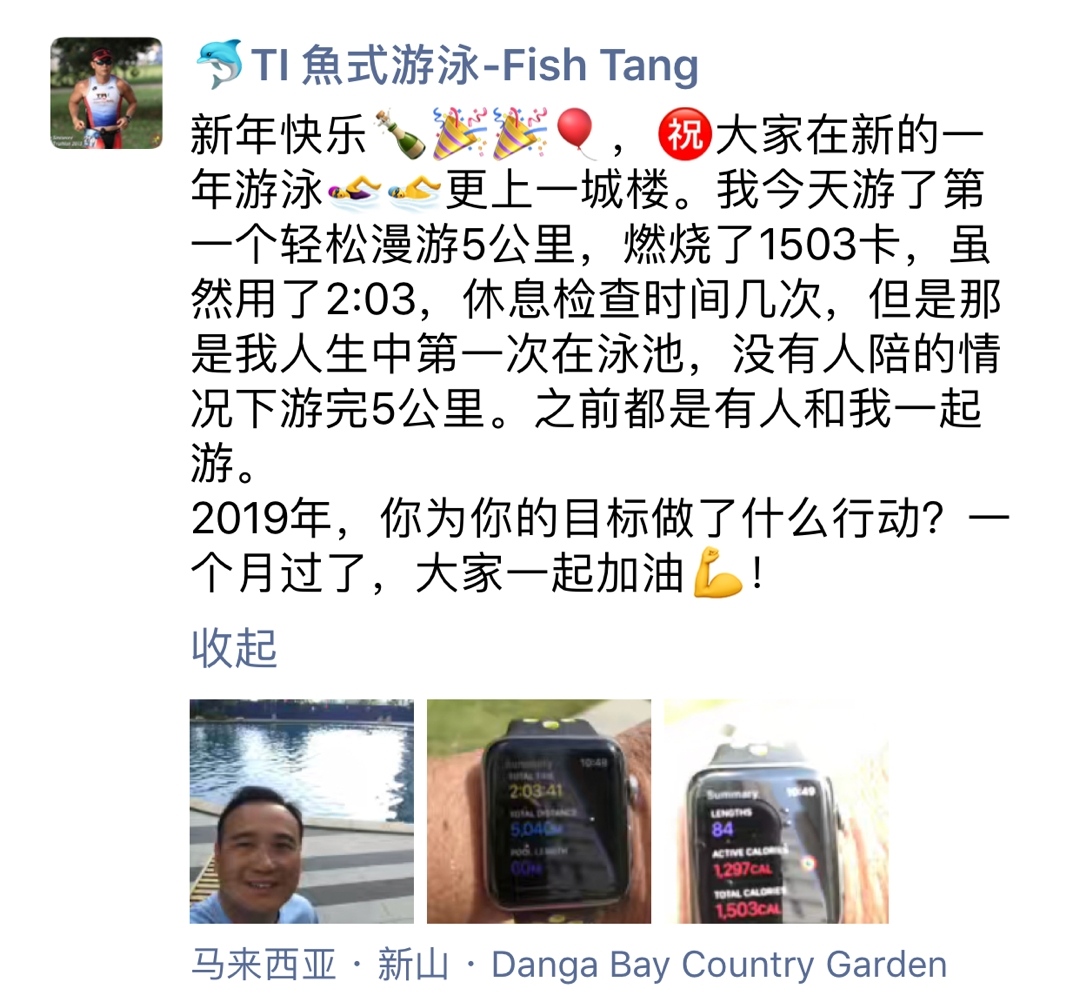 🐬TI 魚式游泳-Fish Tang
新年快乐🍾🎉🎉🎈，㊗️大家在新的一
年游泳🏊‍♀️🏊更上一城楼。我今天游了第
一个轻松漫游5公里，燃烧了1503卡，虽
然用了2:03，休息检查时间几次，但是那
是我人生中第一次在泳池，没有人陪的情
况下游完5公里。之前都是有人和我一起
游。
2019年，你为你的目标做了什么行动？一
个月过了，大家一起加油💪！
收起
Summary 10:49
TOTAL TIME
2:03:41
TOTAL DISTANCE
5,040M
POOL LENGTH
60M
Summary 10:49
LENGTHS
84
ACTIVE CALORIES
1,297CAL
TOTAL CALORIES
1,503CAL
马来西亚 · 新山 · Danga Bay Country Garden